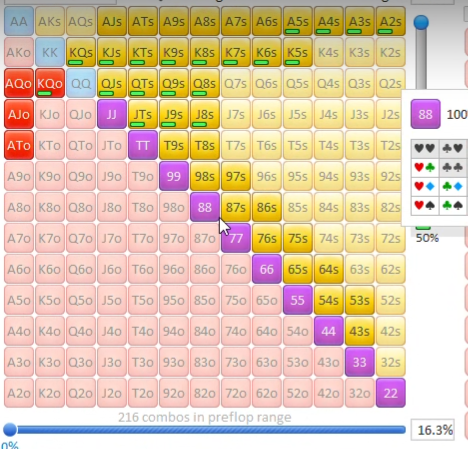 AA AKs AQs AJs ATs A9s A8s A7s A6s A5s A4s A3s A2s
AKo KK KQs KJs KTs K9s K8s K7s K6s K5s K4s K3s K2s
AQo KQo QQ QJs QTs Q9s Q8s Q7s Q6s Q5s Q4s Q3s Q2s
AJo KJo QJo JJ JTs J9s J8s J7s J6s J5s J4s J3s J2s 88 100
ATo KTo QTo JTo TT T9s T8s T7s T6s T5s T4s T3s T2s
A9o K9o Q9o J9o T9o 99 98s 97s 96s 95s 94s 93s 92s
A8o K8o Q8o J8o T8o 98o 88 87s 86s 85s 84s 83s 82s
A7o K7o Q7o J7o T7o 97o 87o 77 76s 75s 74s 73s 72s 50%
A6o K6o Q6o J6o T6o 96o 86o 76o 66 65s 64s 63s 62s
A5o K5o Q5o J5o T5o 95o 85o 75o 65o 55 54s 53s 52s
A4o K4o Q4o J4o T4o 94o 84o 74o 64o 54o 44 43s 42s
A3o K3o Q3o J3o T3o 93o 83o 73o 63o 53o 43o 33 32s
A2o K2o Q2o J2o T2o 92o 82o 72o 62o 52o 42o 32o 22
216 combos in preflop range
16.3%
0%